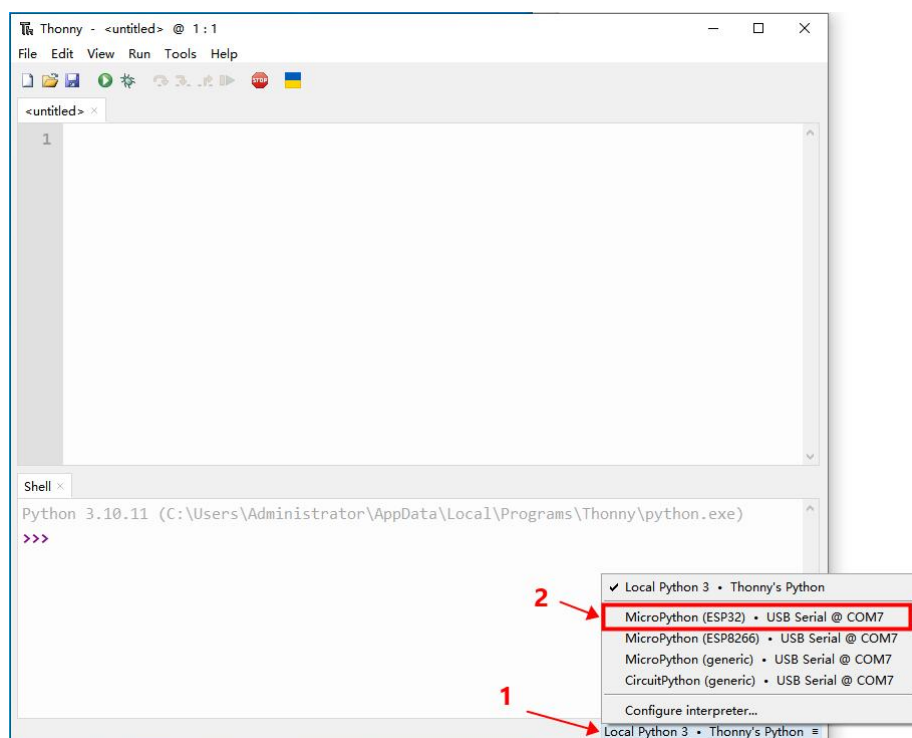 Thonny - <untitled> @ 1 : 1
File Edit View Run Tools Help
STOP
<untitled> ×
1
Shell ×
Python 3.10.11 (C:\Users\Administrator\AppData\Local\Programs\Thonny\python.exe)
>>>
✓ Local Python 3 • Thonny's Python
2
MicroPython (ESP32) • USB Serial @ COM7
MicroPython (ESP8266) • USB Serial @ COM7
MicroPython (generic) • USB Serial @ COM7
CircuitPython (generic) • USB Serial @ COM7
Configure interpreter...
1
Local Python 3 • Thonny's Python ≡